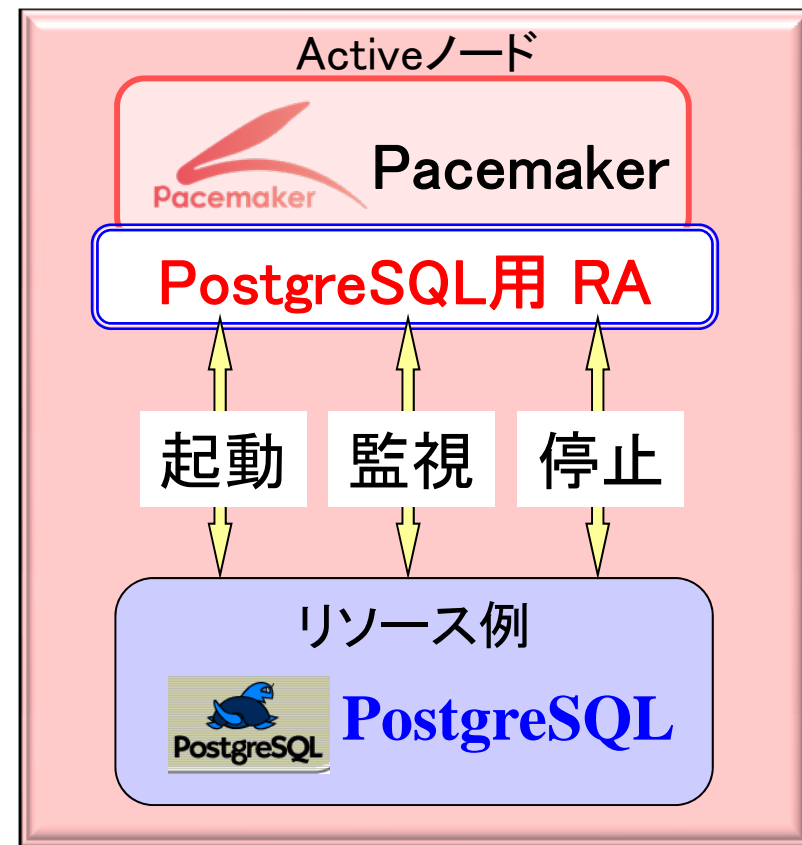 Activeノード
Pacemaker
Pacemaker
PostgreSQL用 RA
起動 監視 停止
リソース例
PostgreSQL
PostgreSQL